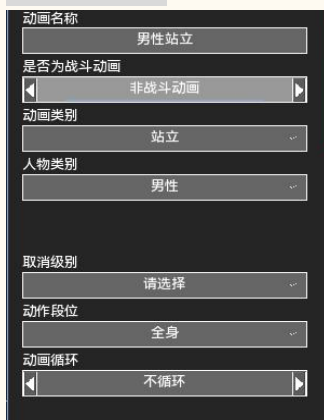 动画名称
男性站立
是否为战斗动画
非战斗动画
动画类别
站立
人物类别
男性
取消级别
请选择
动作段位
全身
动画循环
不循环